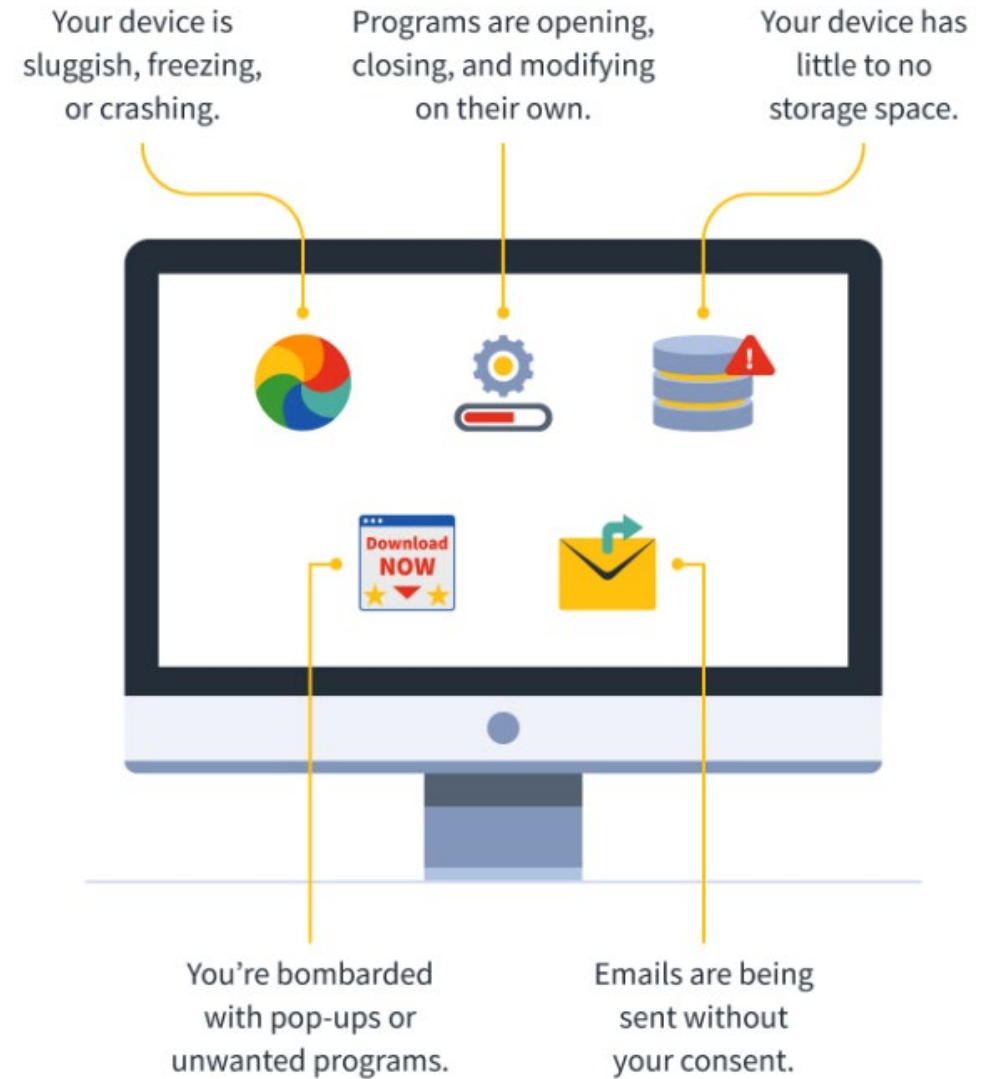 Your device is
sluggish, freezing,
or crashing.
Programs are opening,
closing, and modifying
on their own.
Your device has
little to no
storage space.
!
Download
NOW
You’re bombarded
with pop-ups or
unwanted programs.
Emails are being
sent without
your consent.